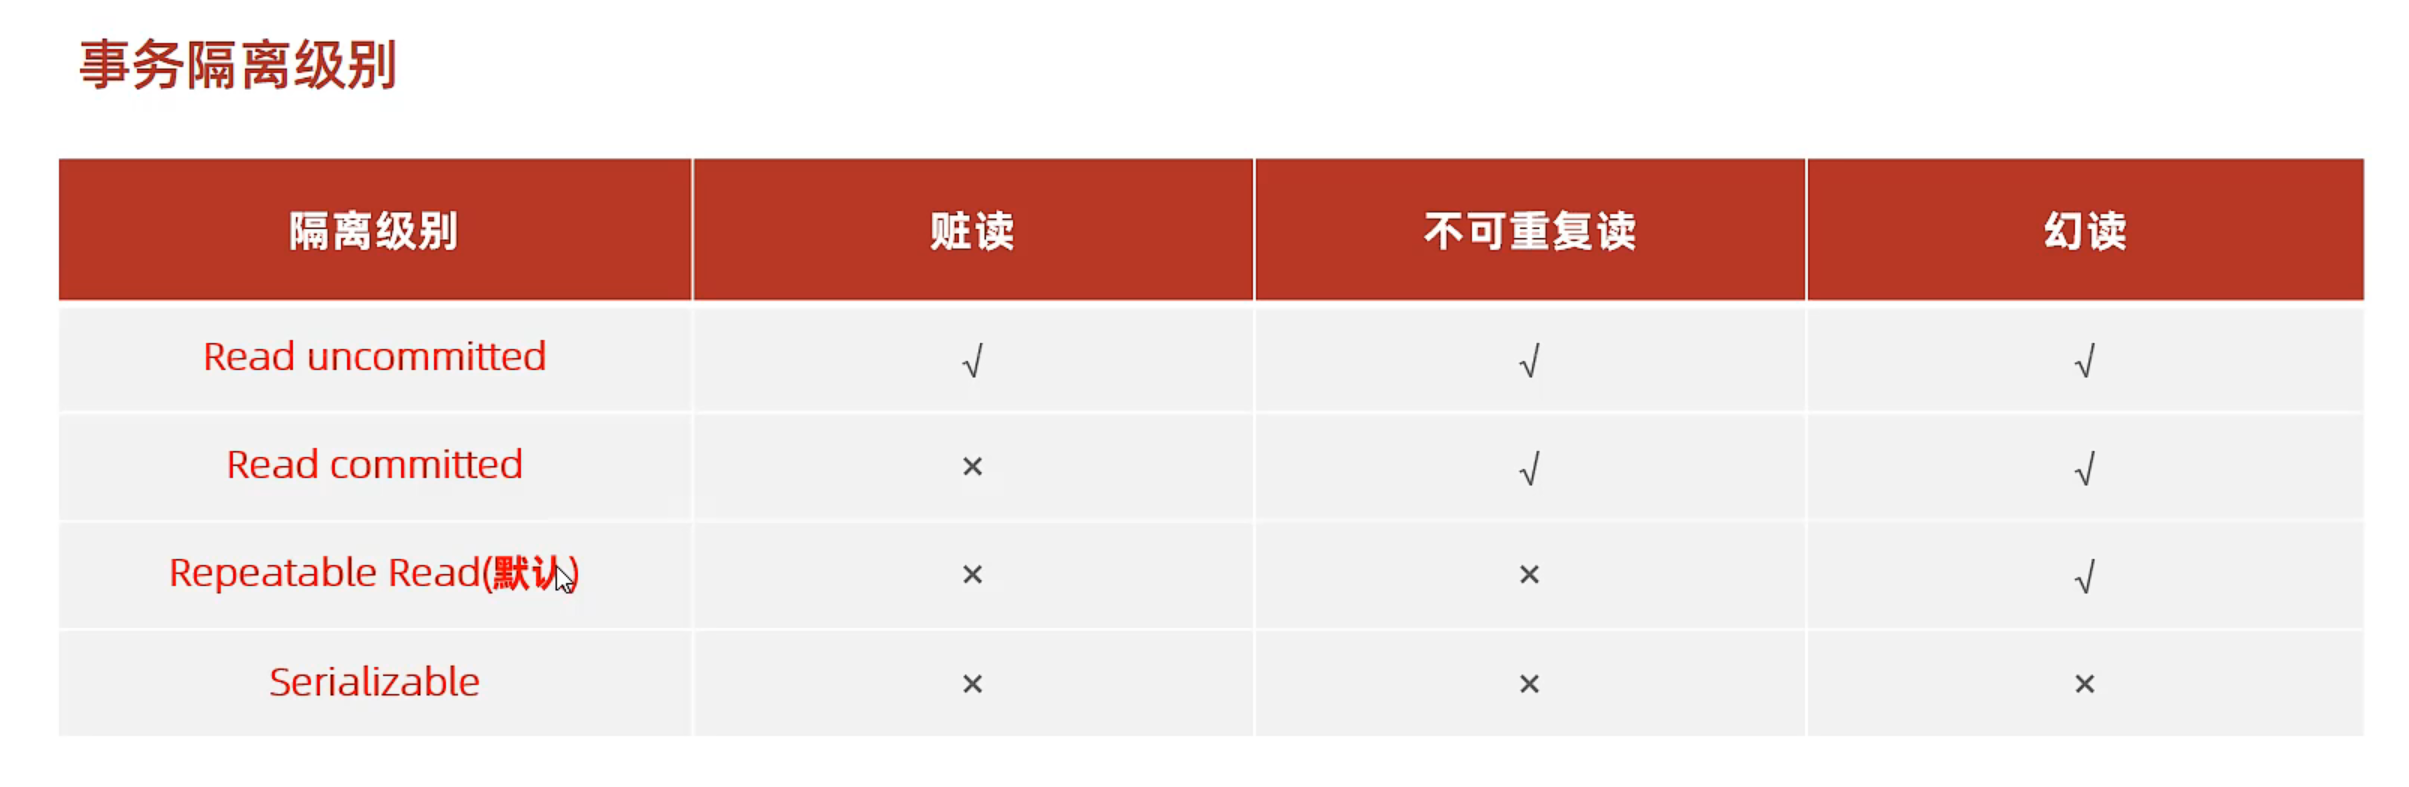 事务隔离级别
隔离级别 脏读 不可重复读 幻读
Read uncommitted √ √ √
Read committed × √ √
Repeatable Read(默认) × × √
Serializable × × ×